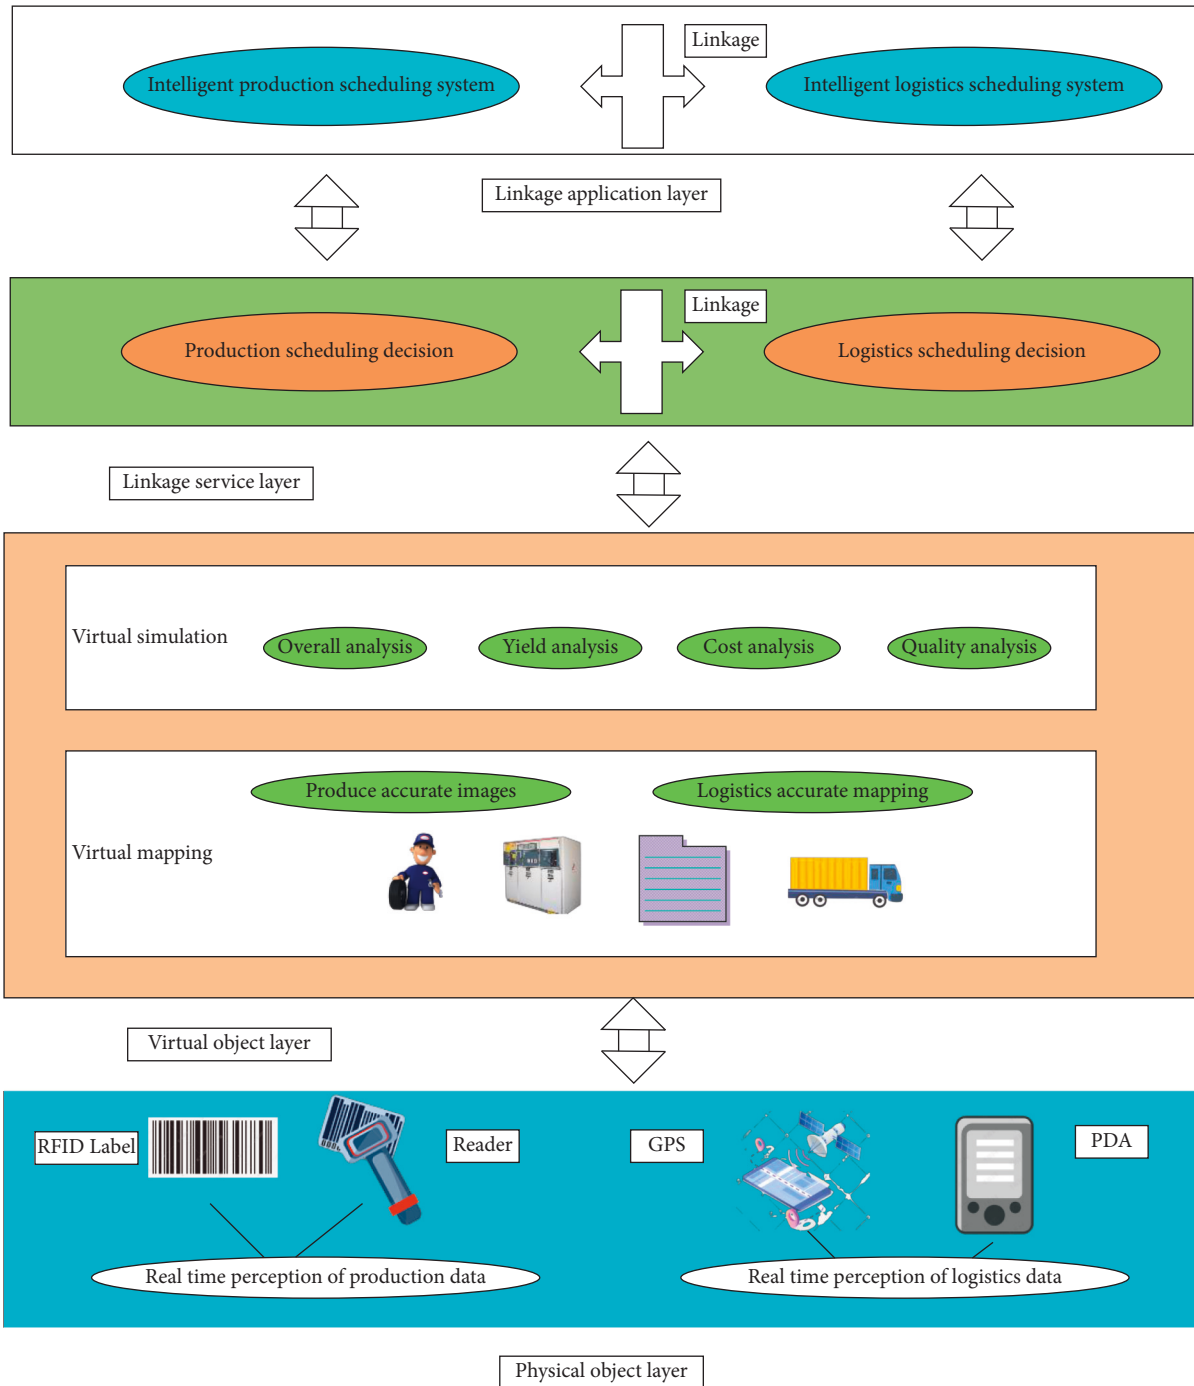 Linkage
Intelligent production scheduling system
Intelligent logistics scheduling system
Linkage application layer
Linkage
Production scheduling decision
Logistics scheduling decision
Linkage service layer
Virtual simulation
Overall analysis
Yield analysis
Cost analysis
Quality analysis
Produce accurate images
Logistics accurate mapping
Virtual mapping
Virtual object layer
RFID Label
Reader
GPS
PDA
Real time perception of production data
Real time perception of logistics data
Physical object layer